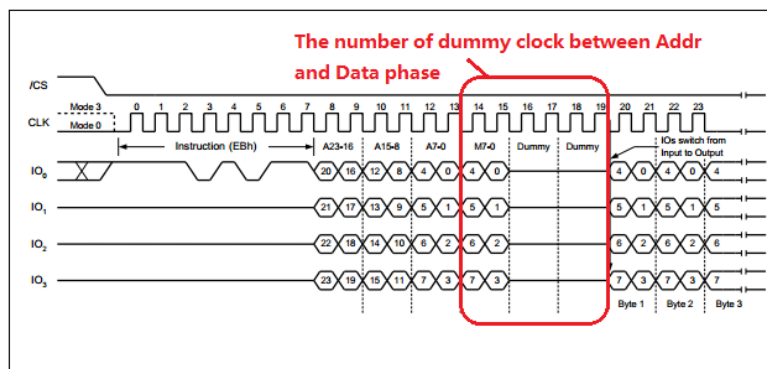 The number of dummy clock between Addr
and Data phase
/CS
Mode 3 0 1 2 3 4 5 6 7 8 9 10 11 12 13 14 15 16 17 18 19 20 21 22 23
CLK Mode 0
Instruction (EBh) A23-16 A15-8 A7-0 M7-0 Dummy Dummy IOs switch from
Input to Output
IO0 20 16 12 8 4 0 4 0 4 0 4 0 4
IO1 21 17 13 9 5 1 5 1 5 1 5 1 5
IO2 22 18 14 10 6 2 6 2 6 2 6 2 6
IO3 23 19 15 11 7 3 7 3 7 3 7 3 7
Byte 1 Byte 2 Byte 3